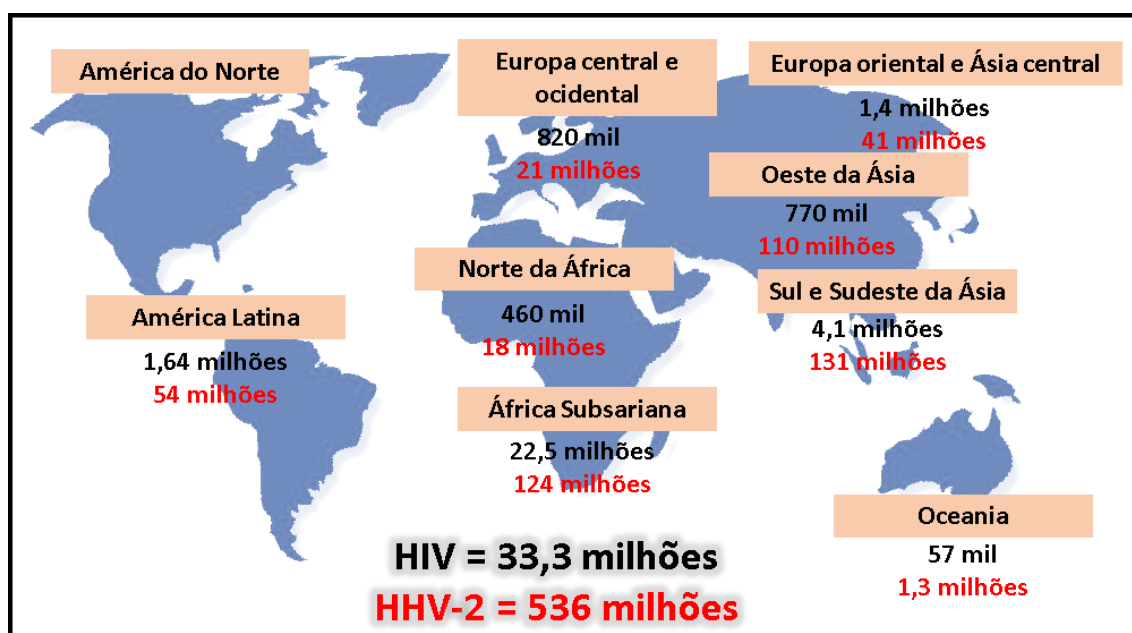 América do Norte
Europa central e
ocidental
820 mil
21 milhões
Europa oriental e Ásia central
1,4 milhões
41 milhões
Oeste da Ásia
770 mil
110 milhões
Norte da África
460 mil
18 milhões
Sul e Sudeste da Ásia
4,1 milhões
131 milhões
América Latina
1,64 milhões
54 milhões
África Subsariana
22,5 milhões
124 milhões
Oceania
57 mil
1,3 milhões
HIV = 33,3 milhões
HHV-2 = 536 milhões